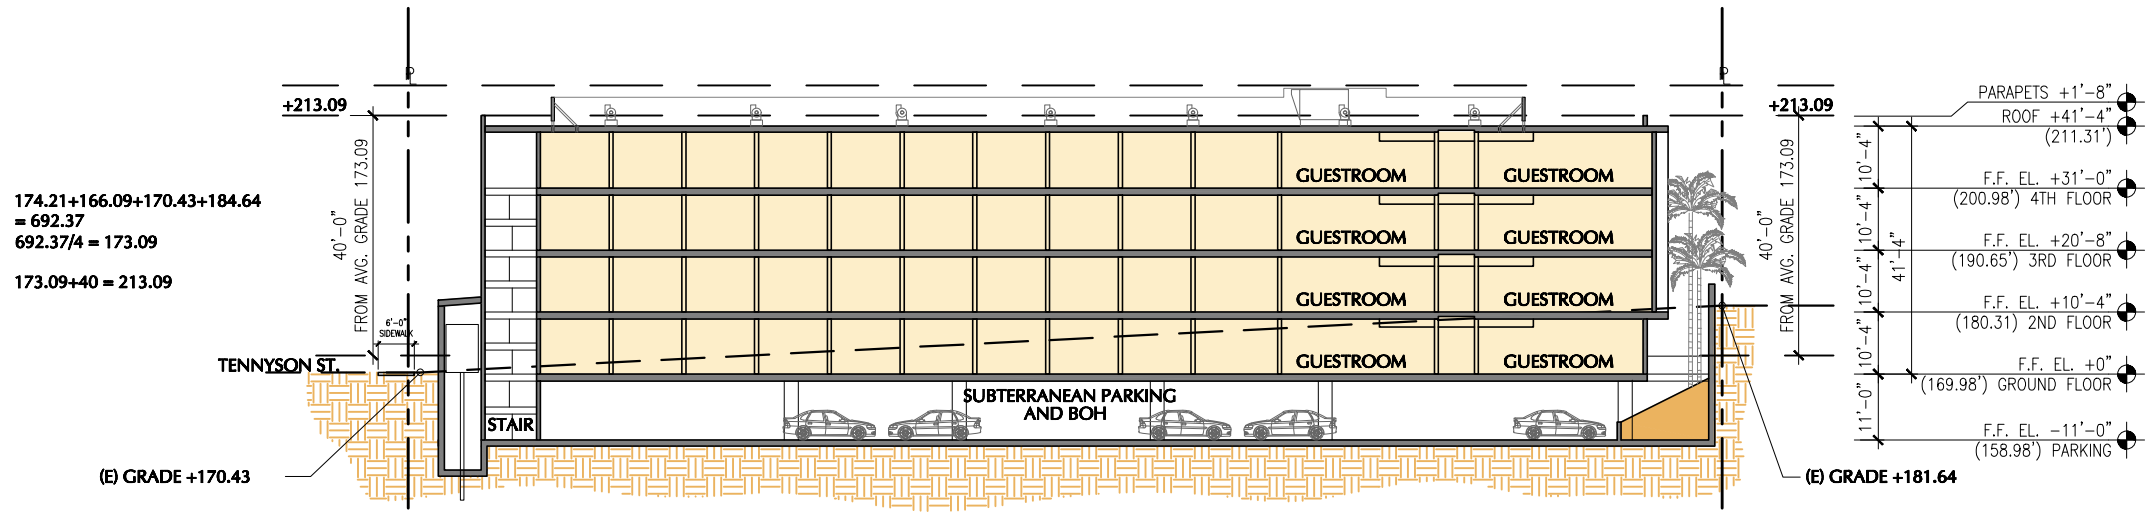 174.21+166.09+170.43+184.64
= 692.37
692.37/4 = 173.09
173.09+40 = 213.09
+213.09
40'-0"
FROM AVG. GRADE 173.09
6'-0"
SIDEWALK
TENNYSON ST.
(E) GRADE +170.43
PL
GUESTROOM GUESTROOM
GUESTROOM GUESTROOM
GUESTROOM GUESTROOM
GUESTROOM GUESTROOM
SUBTERRANEAN PARKING
AND BOH
STAIR
PL
+213.09
40'-0"
FROM AVG. GRADE 173.09
(E) GRADE +181.64
10'-4"
10'-4"
10'-4"
10'-4"
11'-0"
41'-4"
PARAPETS +1'-8"
ROOF +41'-4"
(211.31')
F.F. EL. +31'-0"
(200.98') 4TH FLOOR
F.F. EL. +20'-8"
(190.65') 3RD FLOOR
F.F. EL. +10'-4"
(180.31) 2ND FLOOR
F.F. EL. +0"
(169.98') GROUND FLOOR
F.F. EL. -11'-0"
(158.98') PARKING